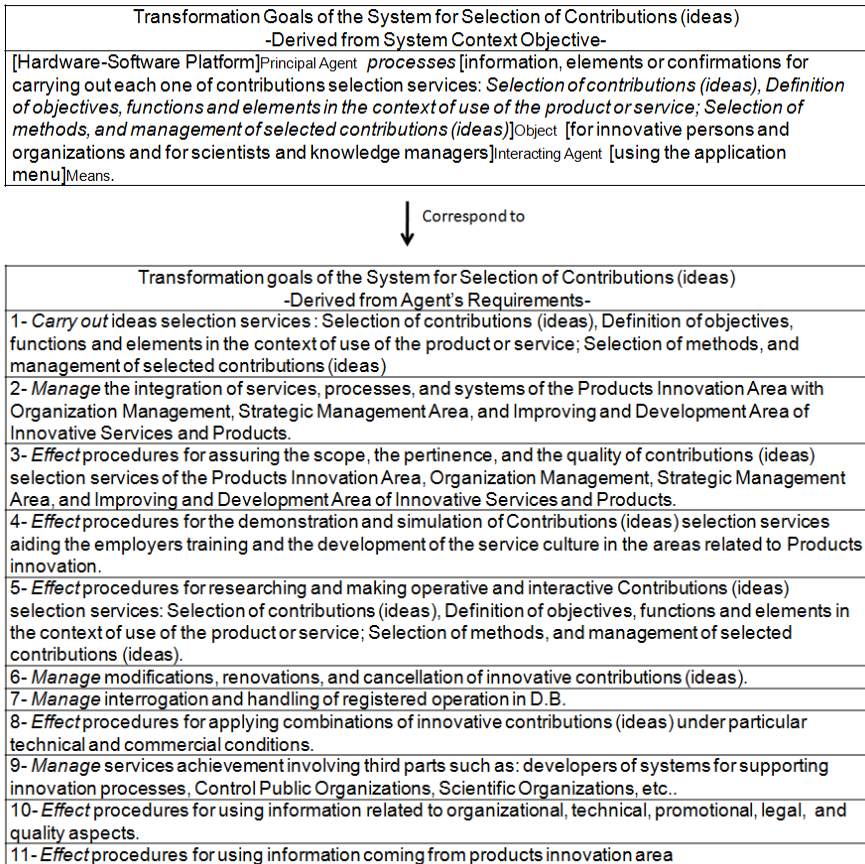 Transformation Goals of the System for Selection of Contributions (ideas)
-Derived from System Context Objective-
[Hardware-Software Platform]Principal Agent processes [information, elements or confirmations for
carrying out each one of contributions selection services: Selection of contributions (ideas), Definition
of objectives, functions and elements in the context of use of the product or service; Selection of
methods, and management of selected contributions (ideas)]Object [for innovative persons and
organizations and for scientists and knowledge managers]Interacting Agent [using the application
menu]Means.
Correspond to
Transformation goals of the System for Selection of Contributions (ideas)
-Derived from Agent's Requirements-
1- Carry out ideas selection services : Selection of contributions (ideas), Definition of objectives,
functions and elements in the context of use of the product or service; Selection of methods, and
management of selected contributions (ideas)
2- Manage the integration of services, processes, and systems of the Products Innovation Area with
Organization Management, Strategic Management Area, and Improving and Development Area of
Innovative Services and Products.
3- Effect procedures for assuring the scope, the pertinence, and the quality of contributions (ideas)
selection services of the Products Innovation Area, Organization Management, Strategic Management
Area, and Improving and Development Area of Innovative Services and Products.
4- Effect procedures for the demonstration and simulation of Contributions (ideas) selection services
aiding the employers training and the development of the service culture in the areas related to Products
innovation.
5- Effect procedures for researching and making operative and interactive Contributions (ideas)
selection services: Selection of contributions (ideas), Definition of objectives, functions and elements in
the context of use of the product or service; Selection of methods, and management of selected
contributions (ideas).
6- Manage modifications, renovations, and cancellation of innovative contributions (ideas).
7- Manage interrogation and handling of registered operation in D.B.
8- Effect procedures for applying combinations of innovative contributions (ideas) under particular
technical and commercial conditions.
9- Manage services achievement involving third parts such as: developers of systems for supporting
innovation processes, Control Public Organizations, Scientific Organizations, etc..
10- Effect procedures for using information related to organizational, technical, promotional, legal, and
quality aspects.
11- Effect procedures for using information coming from products innovation area